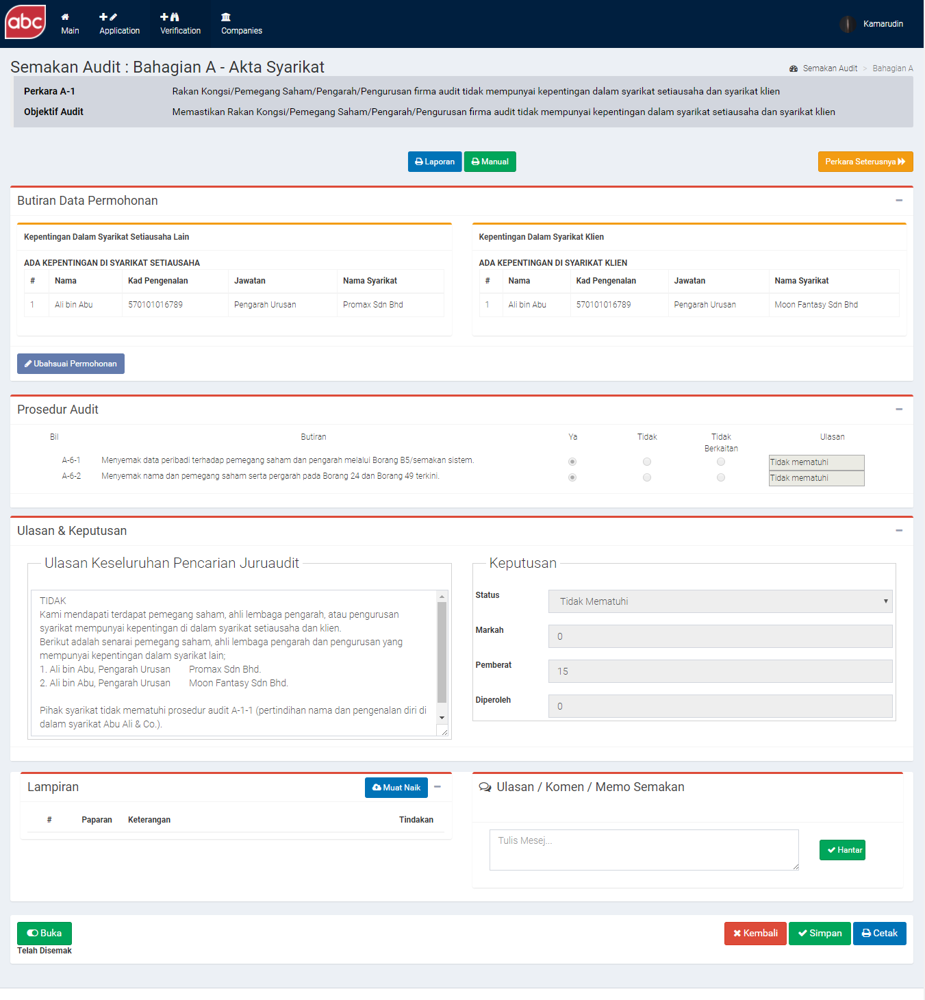 abc
Main
Application
Verification
Companies
Kamarudin
Semakan Audit : Bahagian A - Akta Syarikat
Semakan Audit > Bahagian A
Perkara A-1 Rakan Kongsi/Pemegang Saham/Pengarah/Pengurusan firma audit tidak mempunyai kepentingan dalam syarikat setiausaha dan syarikat klien
Objektif Audit Memastikan Rakan Kongsi/Pemegang Saham/Pengarah/Pengurusan firma audit tidak mempunyai kepentingan dalam syarikat setiausaha dan syarikat klien
Laporan
Manual
Perkara Seterusnya
Butiran Data Permohonan
Kepentingan Dalam Syarikat Setiausaha Lain
ADA KEPENTINGAN DI SYARIKAT SETIAUSAHA
# Nama Kad Pengenalan Jawatan Nama Syarikat
1 Ali bin Abu 570101016789 Pengarah Urusan Promax Sdn Bhd
Kepentingan Dalam Syarikat Klien
ADA KEPENTINGAN DI SYARIKAT KLIEN
# Nama Kad Pengenalan Jawatan Nama Syarikat
1 Ali bin Abu 570101016789 Pengarah Urusan Moon Fantasy Sdn Bhd
Ubahsuai Permohonan
Prosedur Audit
Bil Butiran Ya Tidak Tidak Berkaitan Ulasan
A-6-1 Menyemak data peribadi terhadap pemegang saham dan pengarah melalui Borang B5/semakan sistem. Tidak mematuhi
A-6-2 Menyemak nama dan pemegang saham serta pergarah pada Borang 24 dan Borang 49 terkini. Tidak mematuhi
Ulasan & Keputusan
Ulasan Keseluruhan Pencarian Juruaudit
TIDAK
Kami mendapati terdapat pemegang saham, ahli lembaga pengarah, atau pengurusan
syarikat mempunyai kepentingan di dalam syarikat setiausaha dan klien.
Berikut adalah senarai pemegang saham, ahli lembaga pengarah dan pengurusan yang
mempunyai kepentingan dalam syarikat lain;
1. Ali bin Abu, Pengarah Urusan Promax Sdn Bhd.
2. Ali bin Abu, Pengarah Urusan Moon Fantasy Sdn Bhd.
Pihak syarikat tidak mematuhi prosedur audit A-1-1 (pertindihan nama dan pengenalan diri di
dalam syarikat Abu Ali & Co.).
Keputusan
Status Tidak Mematuhi
Markah 0
Pemberat 15
Diperoleh 0
Lampiran
Muat Naik
# Paparan Keterangan Tindakan
Ulasan / Komen / Memo Semakan
Tulis Mesej...
Hantar
Buka
Telah Disemak
Kembali
Simpan
Cetak